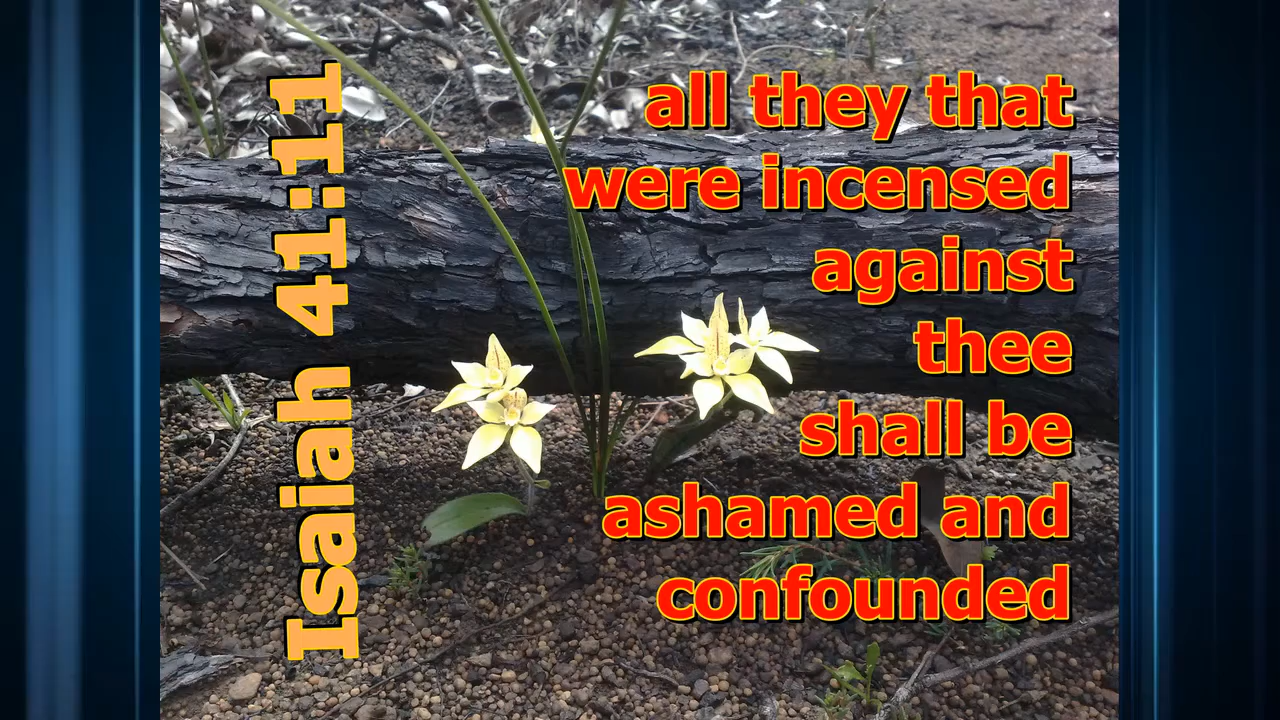 Isaiah 41:11
all they that
were incensed
against
thee
shall be
ashamed and
confounded